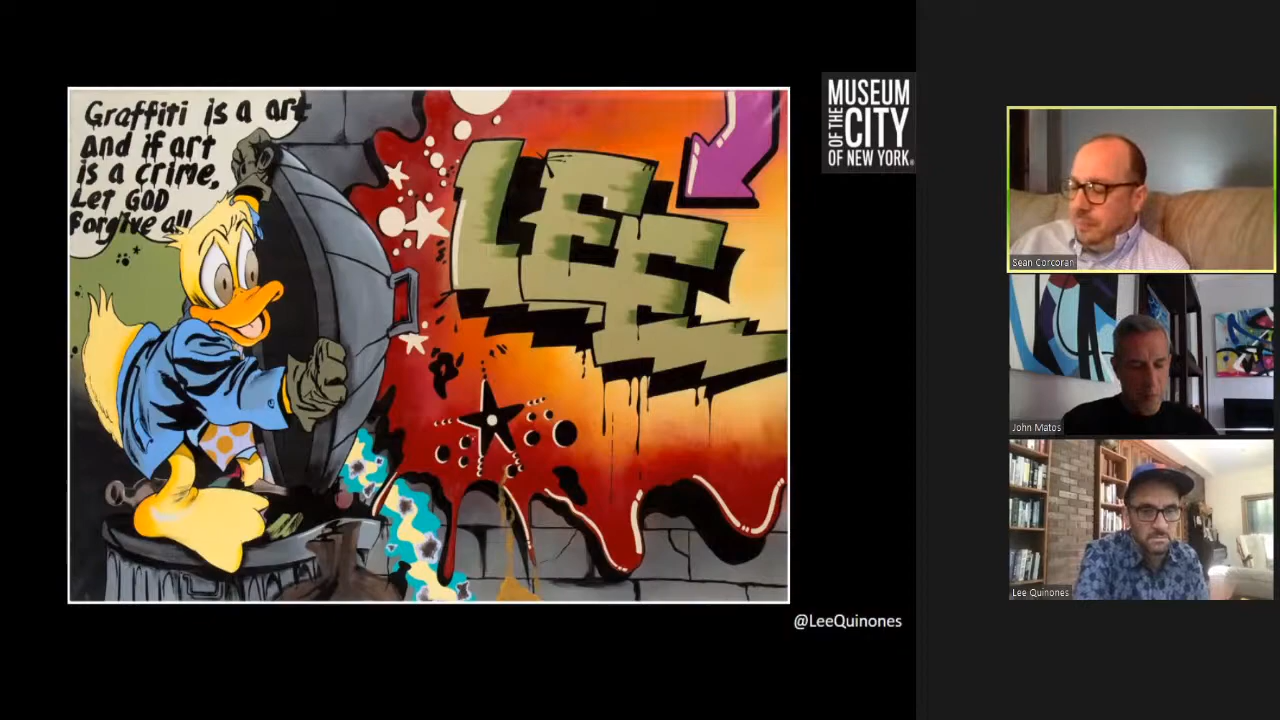 Graffiti is a art
and if art
is a crime,
Let GOD
Forgive all
LEE
MUSEUM
OF THE CITY
OF NEW YORK
@LeeQuinones
Sean Corcoran
John Matos
Lee Quinones